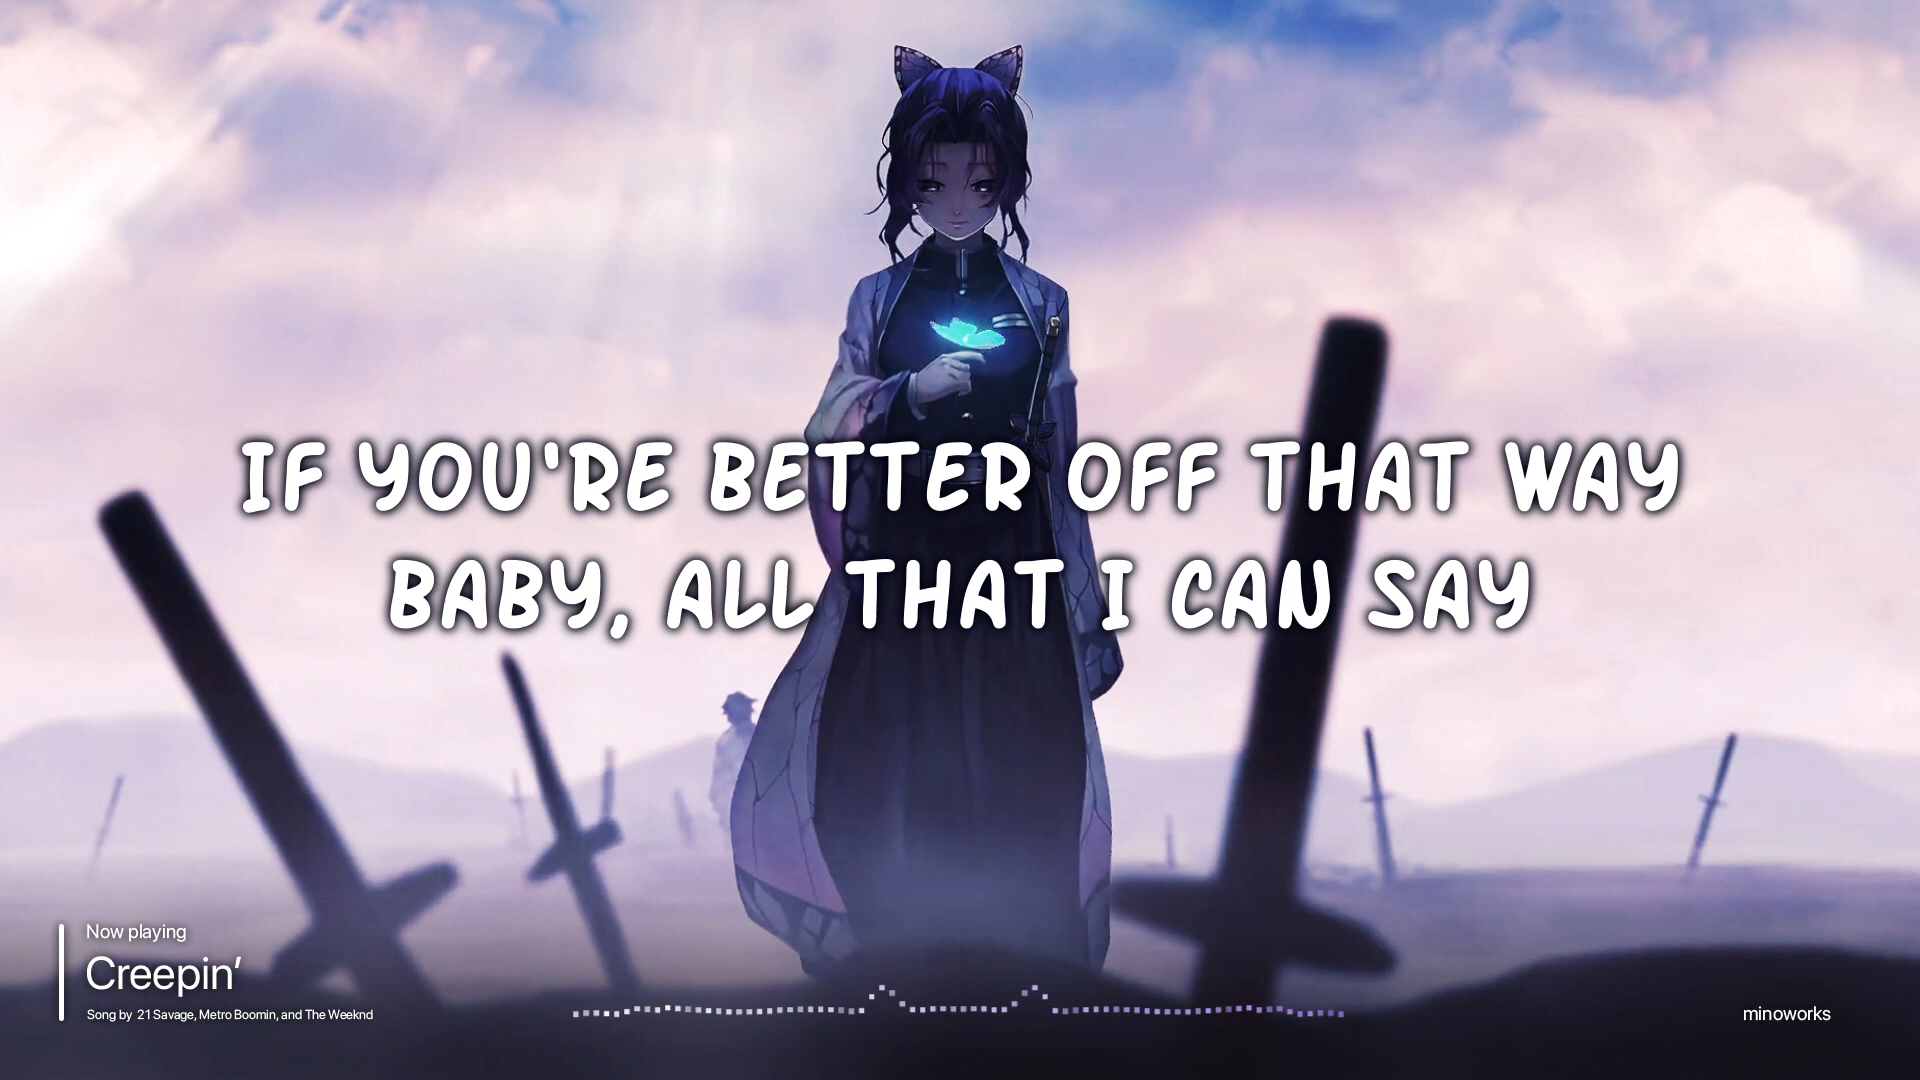 IF YOU'RE BETTER OFF THAT WAY
BABY, ALL THAT I CAN SAY
Now playing
Creepin'
Song by 21 Savage, Metro Boomin, and The Weeknd
minoworks